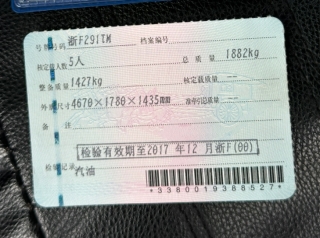 号牌号码 浙F291TM 档案编号
核定载人数 5人 总质量 1882kg
整备质量 1427kg 核定载质量 --
外廓尺寸 4670×1780×1435mm 准牵引总质量 --
备注
检验有效期至2017 年12 月浙F(00)
检验记录
汽油
*3380019388527*